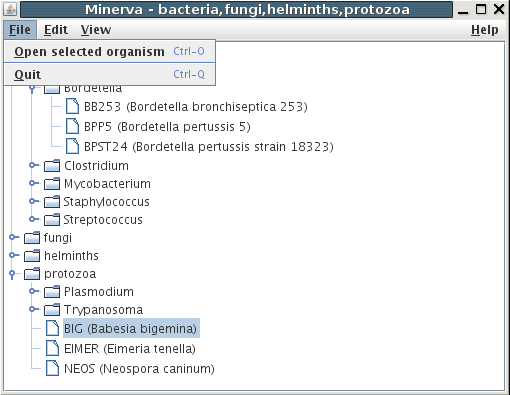 Minerva - bacteria,fungi,helminths,protozoa
File Edit View Help
Open selected organism Ctrl-O
Quit Ctrl-Q
Bordetella
BB253 (Bordetella bronchiseptica 253)
BPP5 (Bordetella pertussis 5)
BPST24 (Bordetella pertussis strain 18323)
Clostridium
Mycobacterium
Staphylococcus
Streptococcus
fungi
helminths
protozoa
Plasmodium
Trypanosoma
BIG (Babesia bigemina)
EIMER (Eimeria tenella)
NEOS (Neospora caninum)